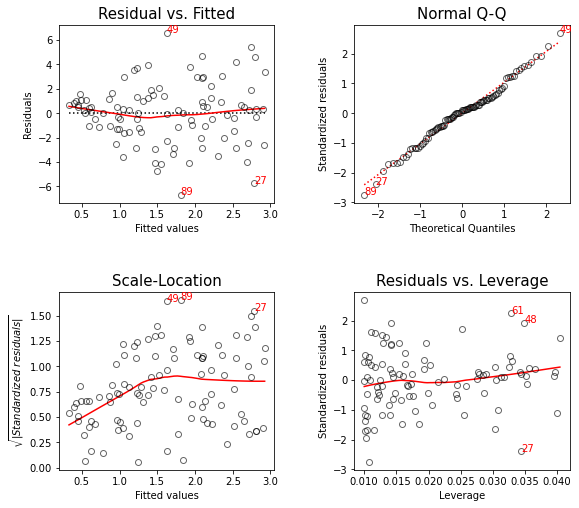 Residual vs. Fitted
Residuals
6
4
2
0
−2
−4
−6
49
89
27
0.5 1.0 1.5 2.0 2.5 3.0
Fitted values
Normal Q-Q
Standardized residuals
2
1
0
−1
−2
−3
49
27
89
−2 −1 0 1 2
Theoretical Quantiles
Scale-Location
√|Standardized residuals|
1.50
1.25
1.00
0.75
0.50
0.25
0.00
49 89
27
0.5 1.0 1.5 2.0 2.5 3.0
Fitted values
Residuals vs. Leverage
Standardized residuals
2
1
0
−1
−2
−3
61
48
27
0.010 0.015 0.020 0.025 0.030 0.035 0.040
Leverage